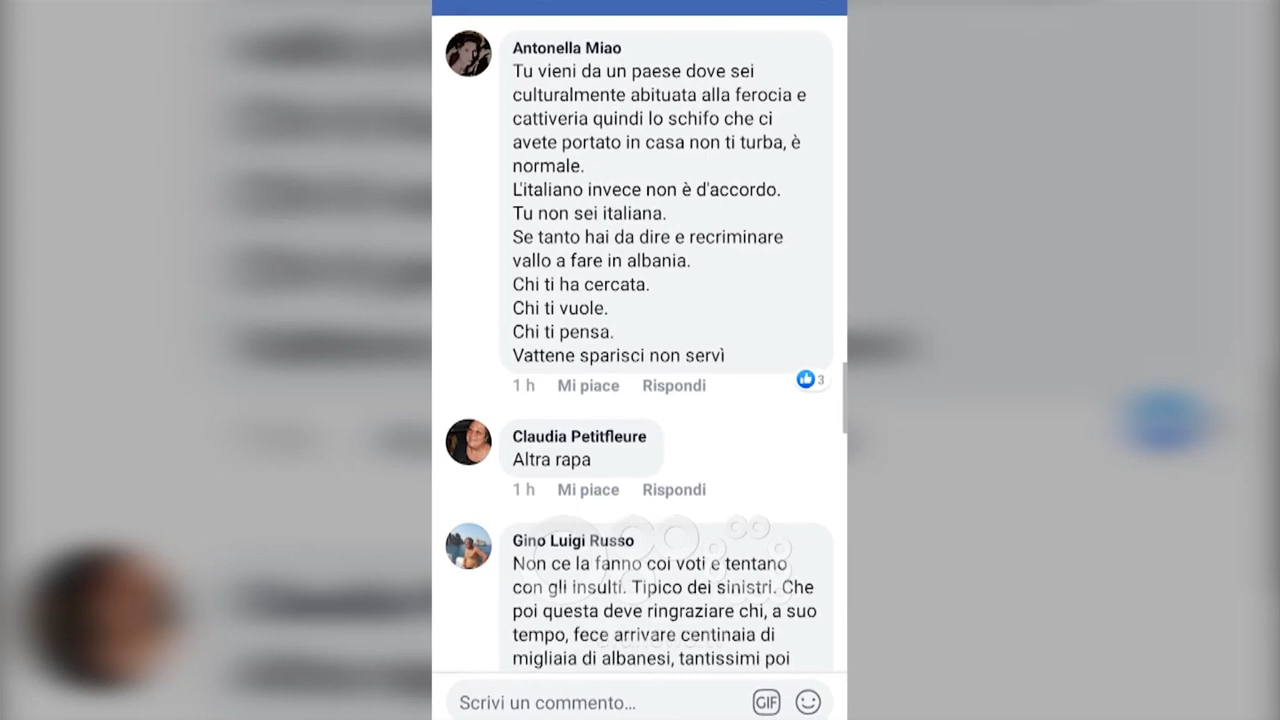 Antonella Miao
Tu vieni da un paese dove sei
culturalmente abituata alla ferocia e
cattiveria quindi lo schifo che ci
avete portato in casa non ti turba, è
normale.
L'italiano invece non è d'accordo.
Tu non sei italiana.
Se tanto hai da dire e recriminare
vallo a fare in albania.
Chi ti ha cercata.
Chi ti vuole.
Chi ti pensa.
Vattene sparisci non servì
1 h Mi piace Rispondi 3
Claudia Petitfleure
Altra rapa
1 h Mi piace Rispondi
Gino Luigi Russo
Non ce la fanno coi voti e tentano
con gli insulti. Tipico dei sinistri. Che
poi questa deve ringraziare chi, a suo
tempo, fece arrivare centinaia di
migliaia di albanesi, tantissimi poi
Scrivi un commento...
GIF